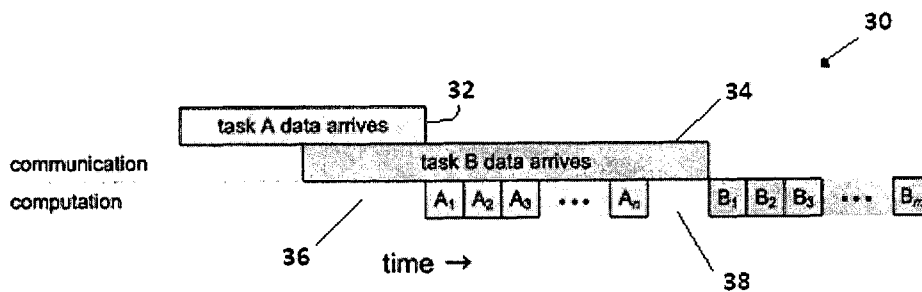 30
32
34
task A data arrives
communication
task B data arrives
computation
A1 A2 A3 ••• An B1 B2 B3 ••• Bm
36
time →
38